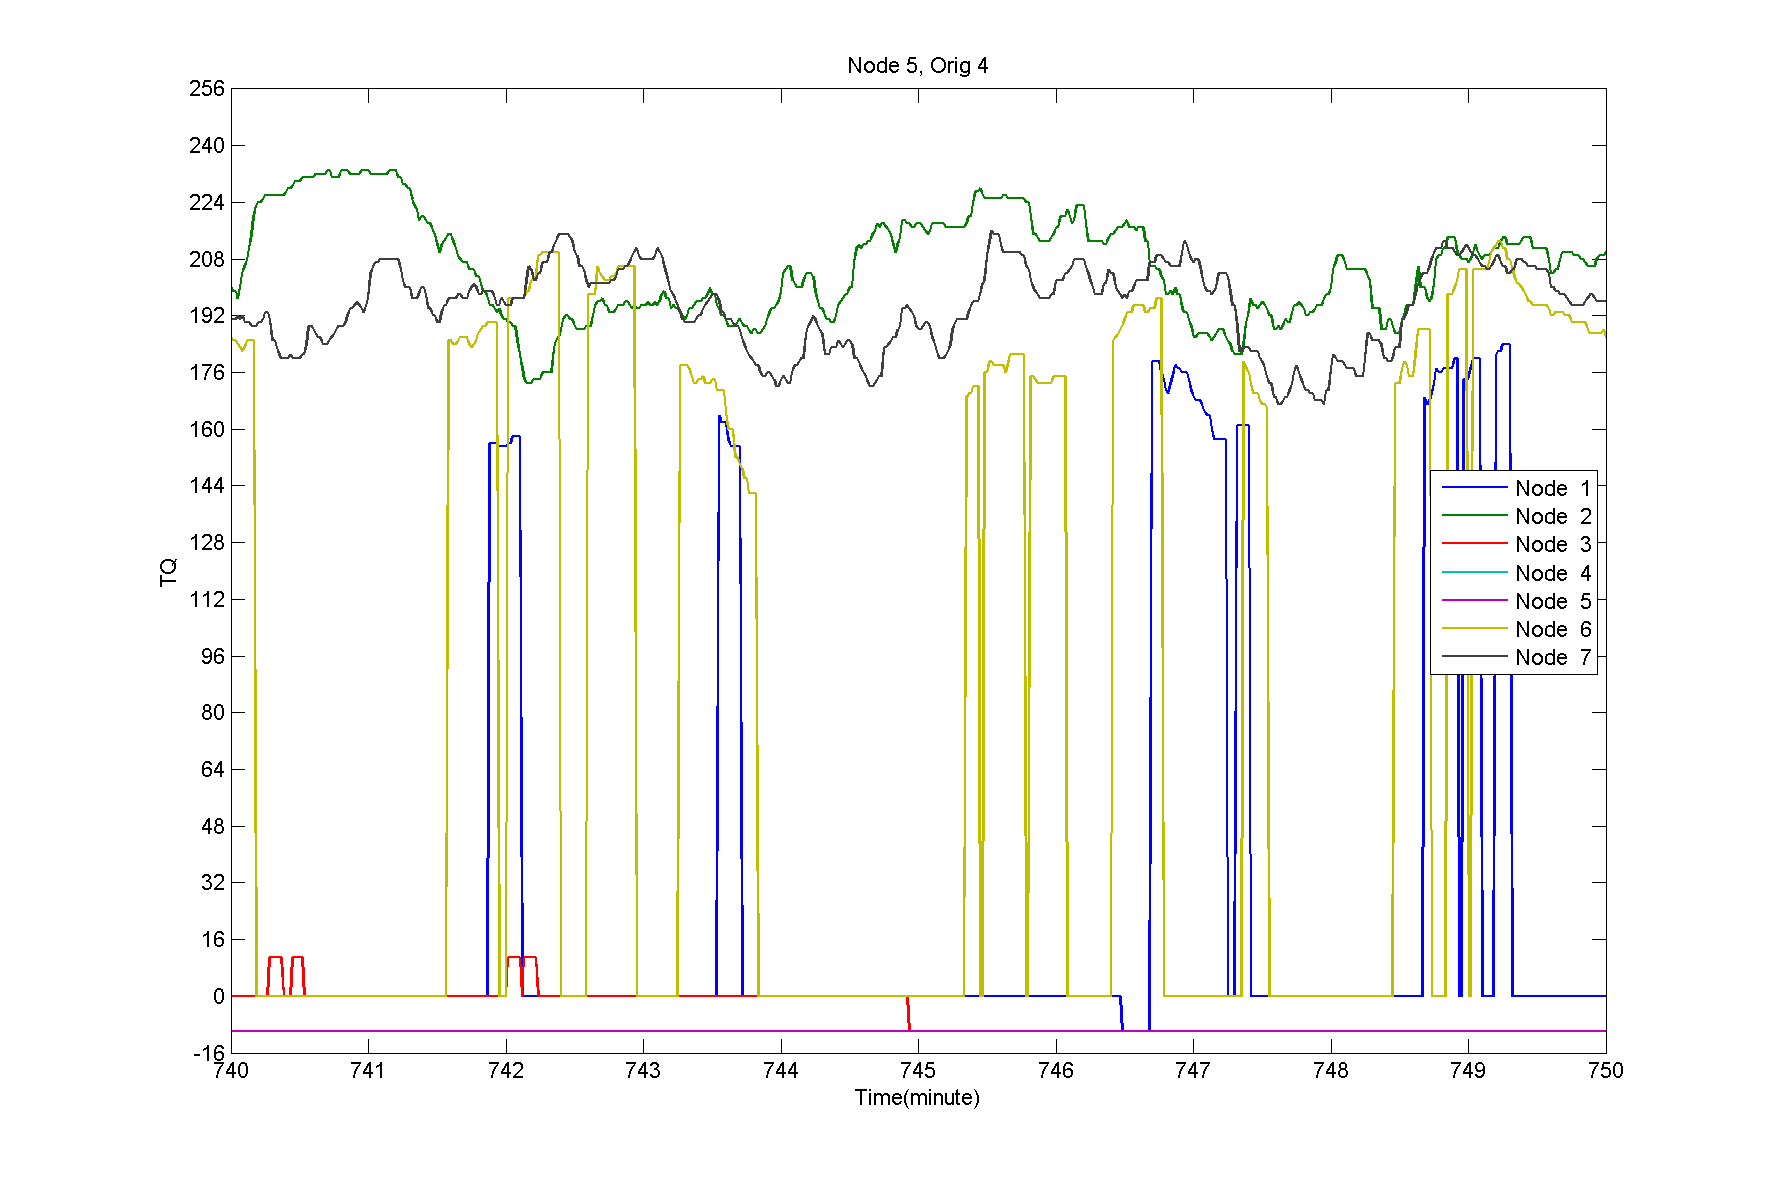 Node 5, Orig 4
256
240
224
208
192
176
160
144
128
112
96
80
64
48
32
16
0
-16
TQ
Node 1
Node 2
Node 3
Node 4
Node 5
Node 6
Node 7
740 741 742 743 744 745 746 747 748 749 750
Time(minute)